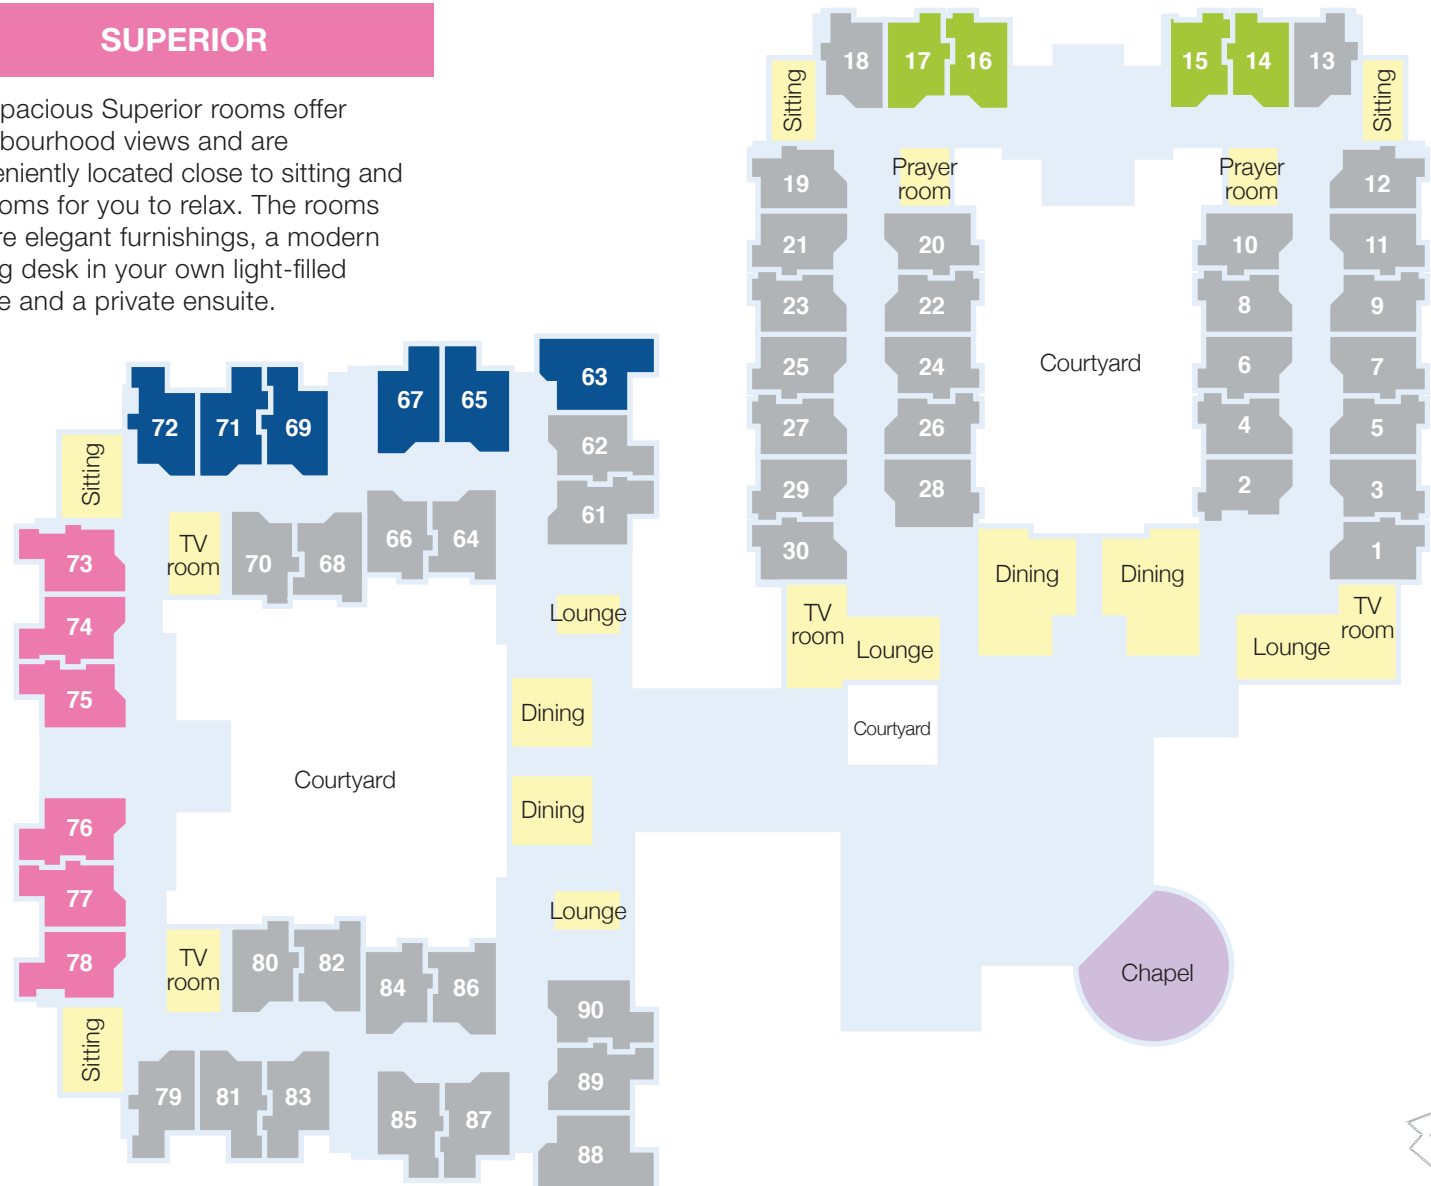 SUPERIOR
pacious Superior rooms offer
bourhood views and are
eniently located close to sitting and
ooms for you to relax. The rooms
re elegant furnishings, a modern
g desk in your own light-filled
e and a private ensuite.
18 17 16 15 14 13
Sitting Sitting
Prayer
room
Prayer
room
19 12
21 20 10 11
23 22 8 9
Courtyard
25 24 6 7
27 26 4 5
29 28 2 3
30 1
Dining Dining
TV
room
Lounge
Lounge
TV
room
Courtyard
Chapel
67 65 63
72 71 69 62
Sitting
61
TV
room
70 68 66 64
73
74
75
Lounge
Dining
Courtyard
Dining
76
77
78
Lounge
TV
room
80 82 84 86
90
Sitting
79 81 83 89
85 87
88